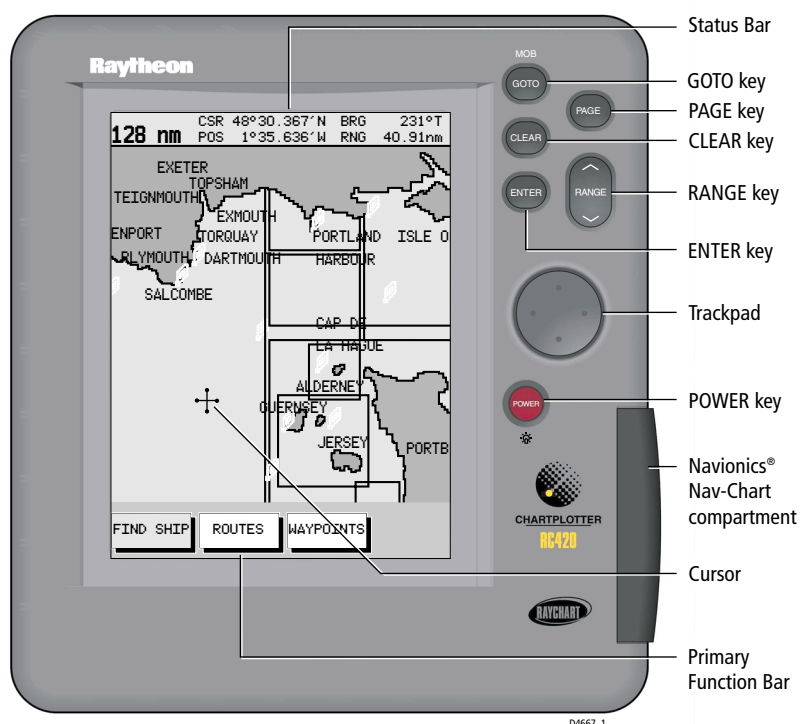 Raytheon
128 nm
CSR 48°30.367'N BRG 231°T
POS 1°35.636'W RNG 40.91nm
EXETER
TOPSHAM
TEIGNMOUTH
EXMOUTH
ENPORT
TORQUAY
PORTLAND
ISLE O
PLYMOUTH
DARTMOUTH
HARBOUR
SALCOMBE
CAP DE
LA HAGUE
ALDERNEY
GUERNSEY
JERSEY
PORTB
FIND SHIP
ROUTES
WAYPOINTS
MOB
GOTO
PAGE
CLEAR
ENTER
RANGE
POWER
CHARTPLOTTER
RC420
RAYCHART
Status Bar
GOTO key
PAGE key
CLEAR key
RANGE key
ENTER key
Trackpad
POWER key
Navionics®
Nav-Chart
compartment
Cursor
Primary
Function Bar
D4667_1